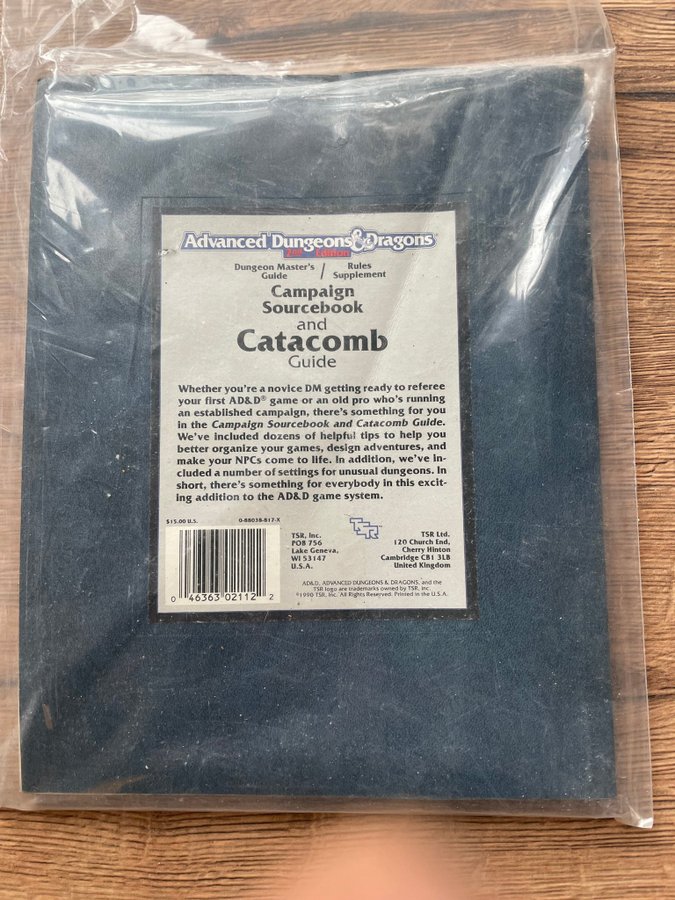 Advanced Dungeons & Dragons®
2nd Edition
Dungeon Master's Guide / Rules Supplement
Campaign
Sourcebook
and
Catacomb
Guide
Whether you're a novice DM getting ready to referee
your first AD&D® game or an old pro who's running
an established campaign, there's something for you
in the Campaign Sourcebook and Catacomb Guide.
We've included dozens of helpful tips to help you
better organize your games, design adventures, and
make your NPCs come to life. In addition, we've in-
cluded a number of settings for unusual dungeons. In
short, there's something for everybody in this excit-
ing addition to the AD&D game system.
$15.00 U.S.
0-88038-817-X
0 46363 02112 2
TSR, Inc.
POB 756
Lake Geneva,
WI 53147
U.S.A.
TSR
TSR Ltd.
120 Church End,
Cherry Hinton
Cambridge CB1 3LB
United Kingdom
AD&D, ADVANCED DUNGEONS & DRAGONS, and the
TSR logo are trademarks owned by TSR, Inc.
©1990 TSR, Inc. All Rights Reserved. Printed in the U.S.A.